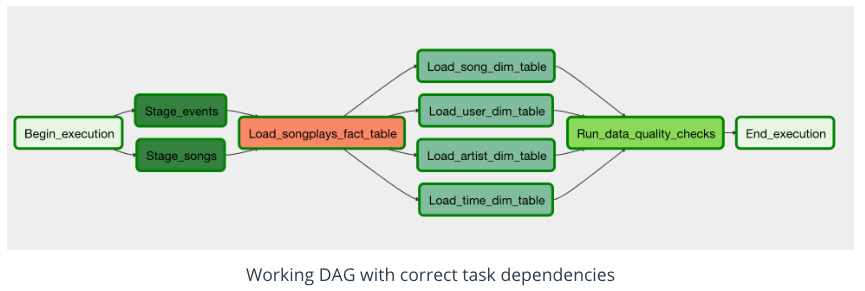 Begin_execution
Stage_events
Stage_songs
Load_songplays_fact_table
Load_song_dim_table
Load_user_dim_table
Load_artist_dim_table
Load_time_dim_table
Run_data_quality_checks
End_execution
Working DAG with correct task dependencies